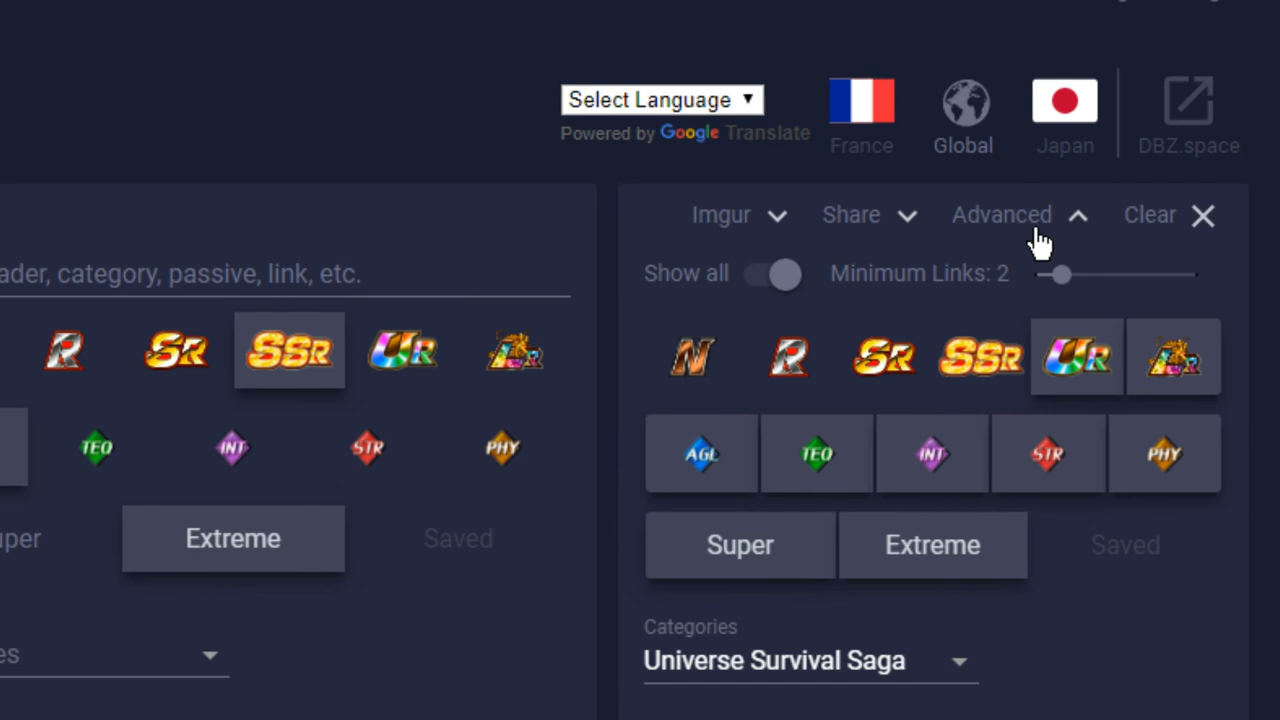 Select Language
Powered by Google Translate
France
Global
Japan
DBZ.space
Imgur
Share
Advanced
Clear
ader, category, passive, link, etc.
Show all
Minimum Links: 2
R
SR
SSR
UR
LR
N
R
SR
SSR
UR
LR
TEQ
INT
STR
PHY
AGL
TEQ
INT
STR
PHY
uper
Extreme
Saved
Super
Extreme
Saved
es
Categories
Universe Survival Saga